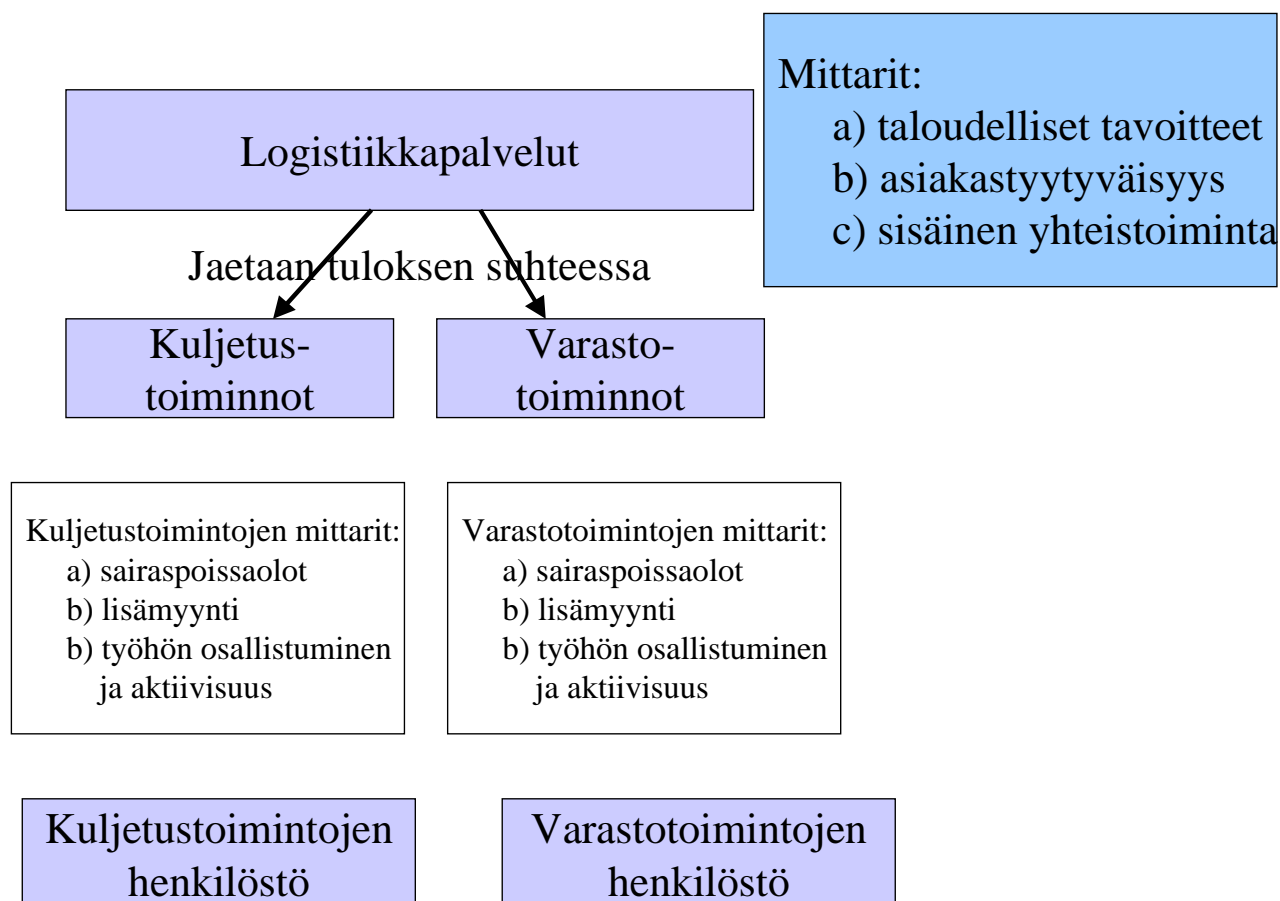 Logistiikkapalvelut
Mittarit:
a) taloudelliset tavoitteet
b) asiakastyytyväisyys
c) sisäinen yhteistoiminta
Jaetaan tuloksen suhteessa
Kuljetus-
toiminnot
Varasto-
toiminnot
Kuljetustoimintojen mittarit:
a) sairaspoissaolot
b) lisämyynti
b) työhön osallistuminen
ja aktiivisuus
Varastotoimintojen mittarit:
a) sairaspoissaolot
b) lisämyynti
b) työhön osallistuminen
ja aktiivisuus
Kuljetustoimintojen
henkilöstö
Varastotoimintojen
henkilöstö